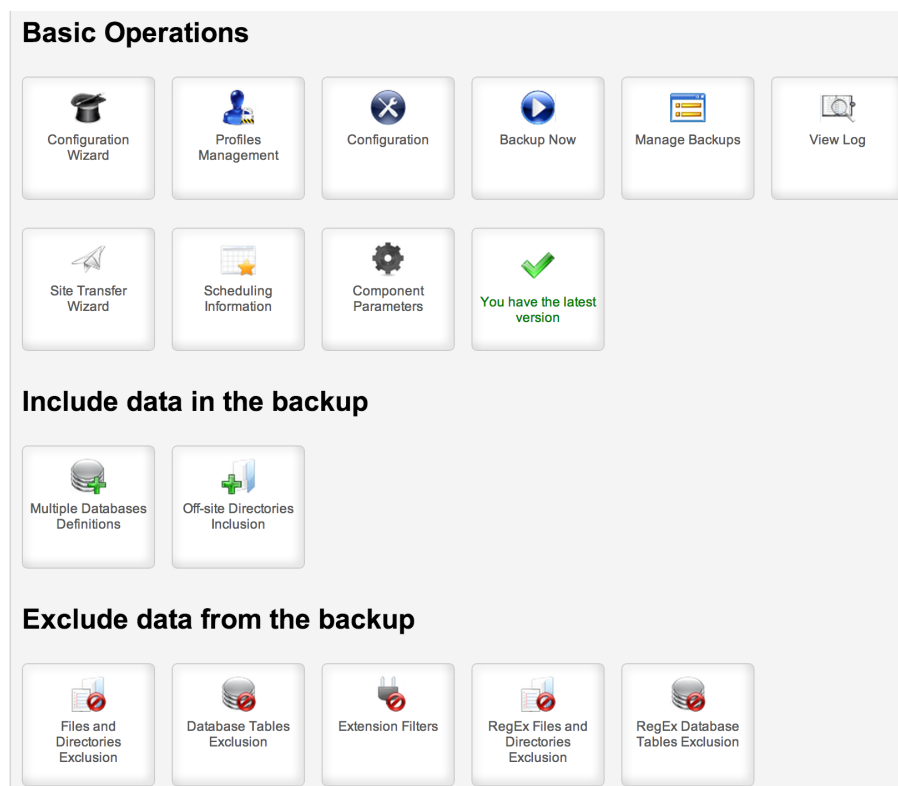 Basic Operations
Configuration
Wizard
Profiles
Management
Configuration
Backup Now
Manage Backups
View Log
Site Transfer
Wizard
Scheduling
Information
Component
Parameters
You have the latest
version
Include data in the backup
Multiple Databases
Definitions
Off-site Directories
Inclusion
Exclude data from the backup
Files and
Directories
Exclusion
Database Tables
Exclusion
Extension Filters
RegEx Files and
Directories
Exclusion
RegEx Database
Tables Exclusion